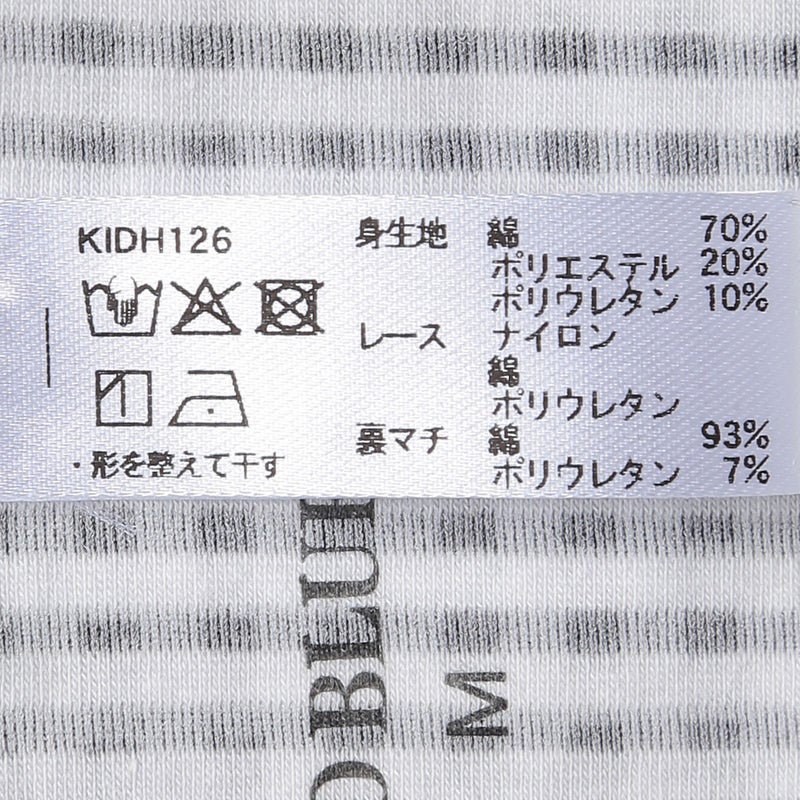 KIDH126
身生地 綿 70%
ポリエステル 20%
ポリウレタン 10%
レース ナイロン
綿
ポリウレタン
裏マチ 綿 93%
ポリウレタン 7%
・形を整えて干す
O BLUE
M